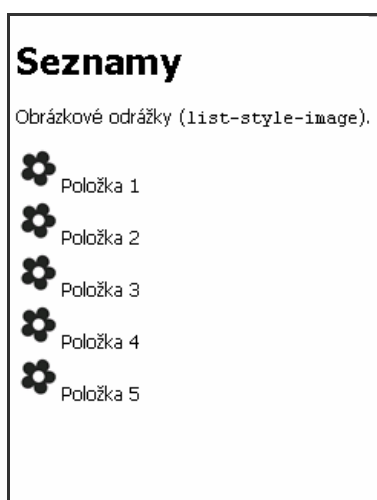 Seznamy
Obrázkové odrážky (list-style-image).
Položka 1
Položka 2
Položka 3
Položka 4
Položka 5